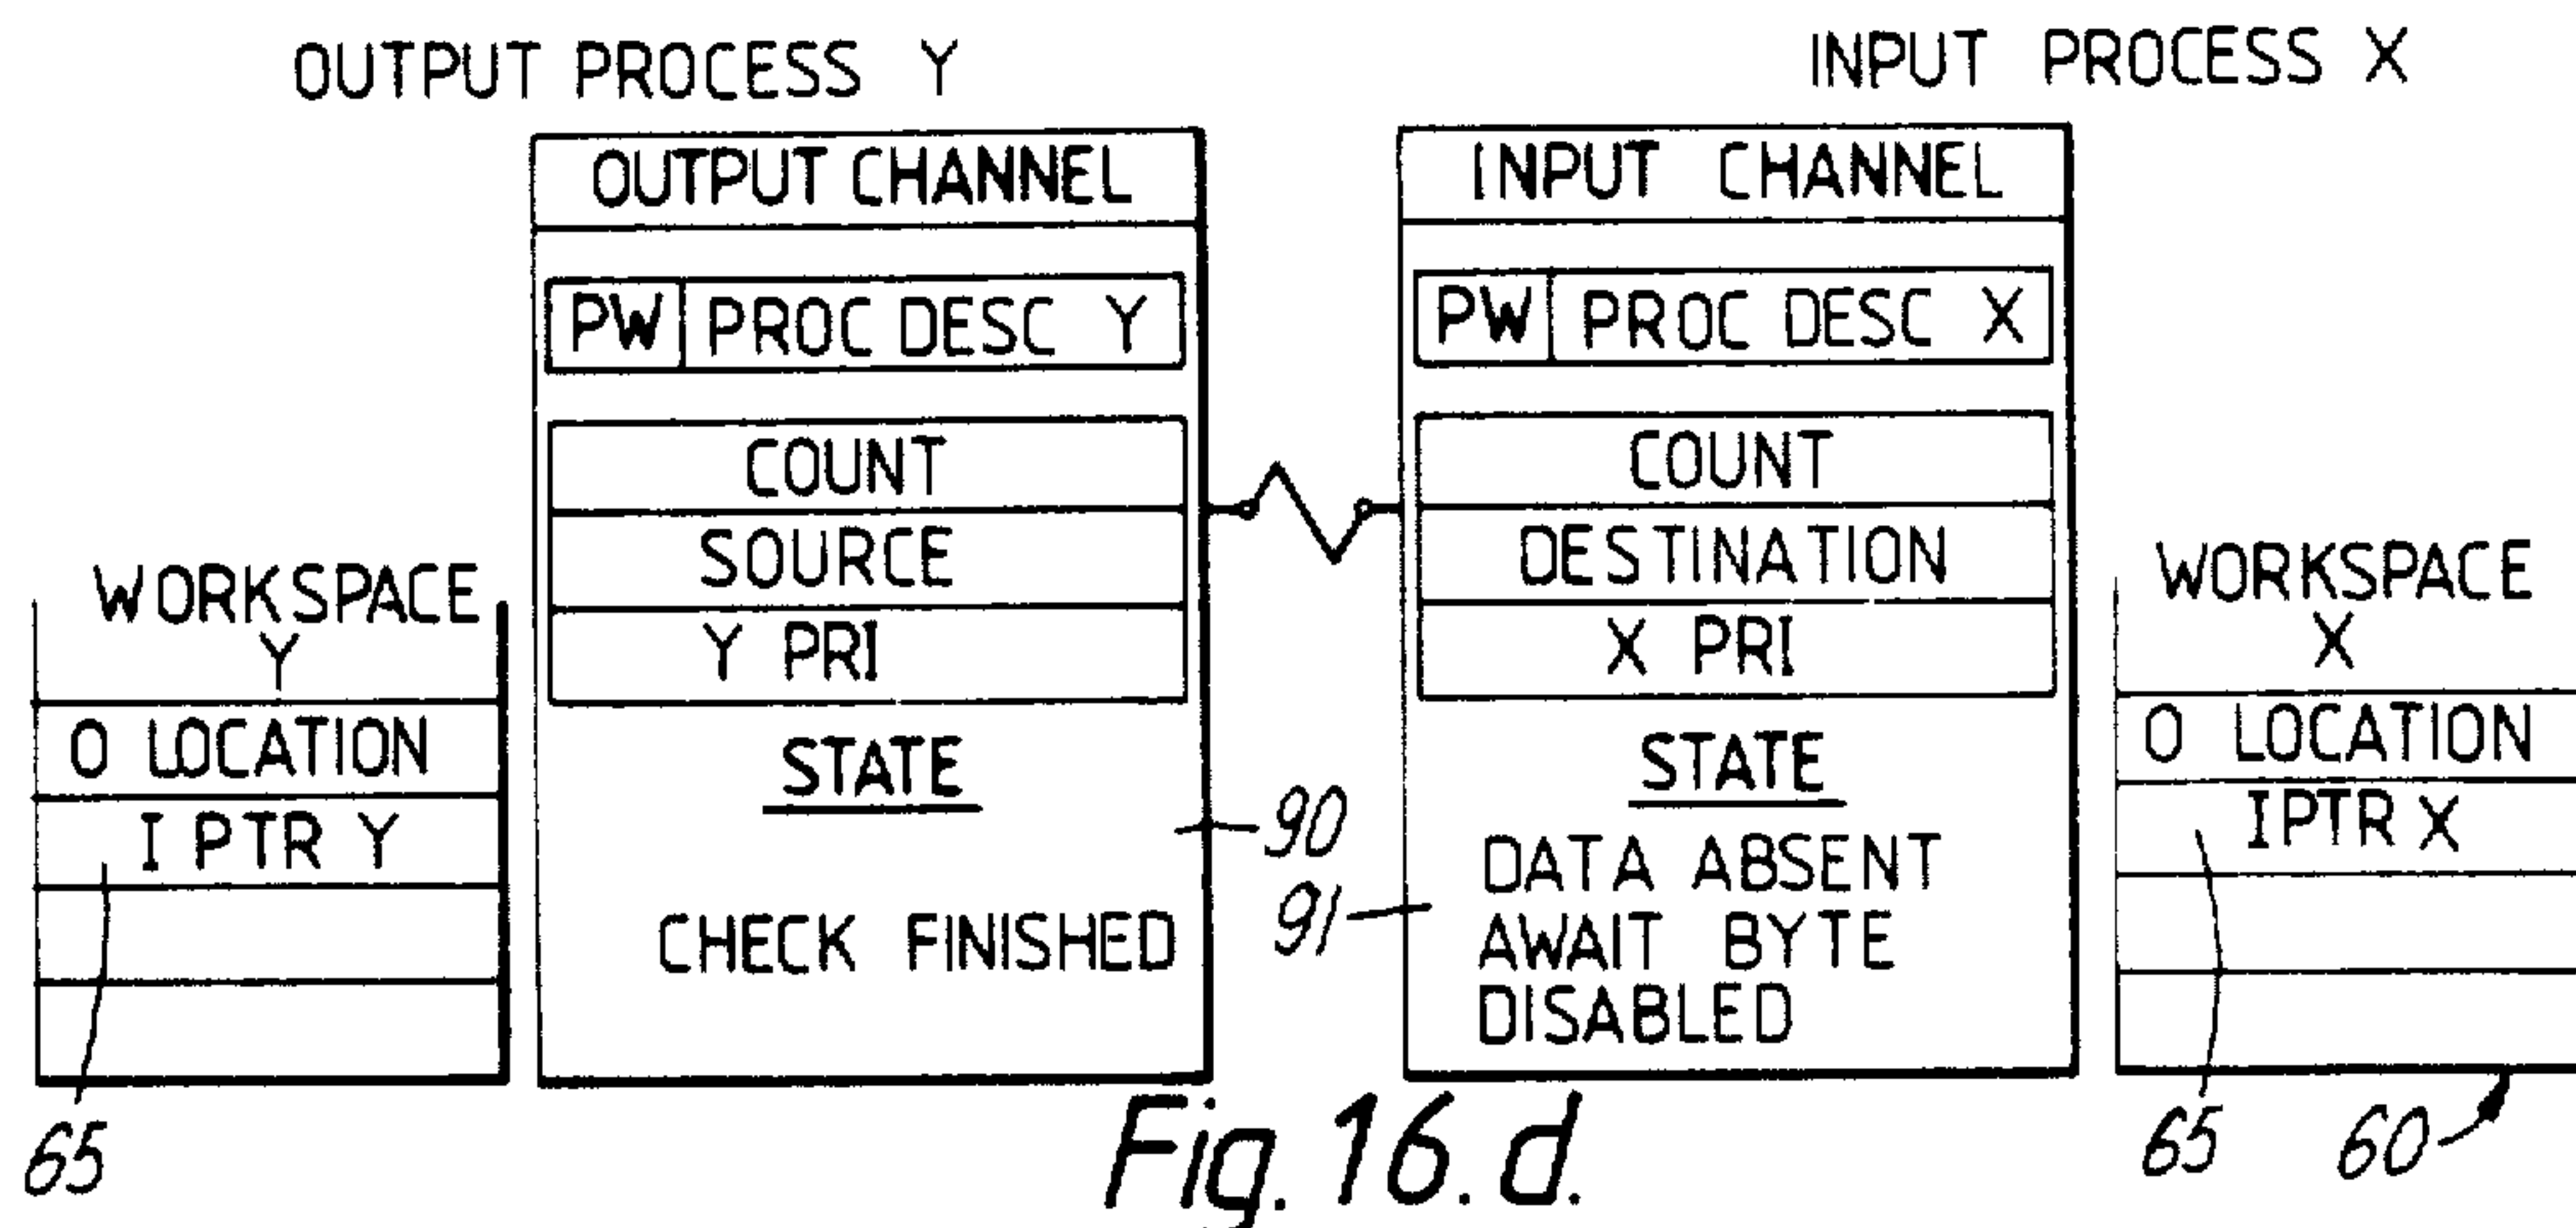 OUTPUT PROCESS Y
INPUT PROCESS X
OUTPUT CHANNEL
INPUT CHANNEL
PW PROC DESC Y
PW PROC DESC X
COUNT
SOURCE
Y PRI
COUNT
DESTINATION
X PRI
WORKSPACE
Y
O LOCATION
I PTR Y
WORKSPACE
X
O LOCATION
IPTR X
STATE
CHECK FINISHED
STATE
DATA ABSENT
AWAIT BYTE
DISABLED
90
91
65
65
60
Fig. 16.d.